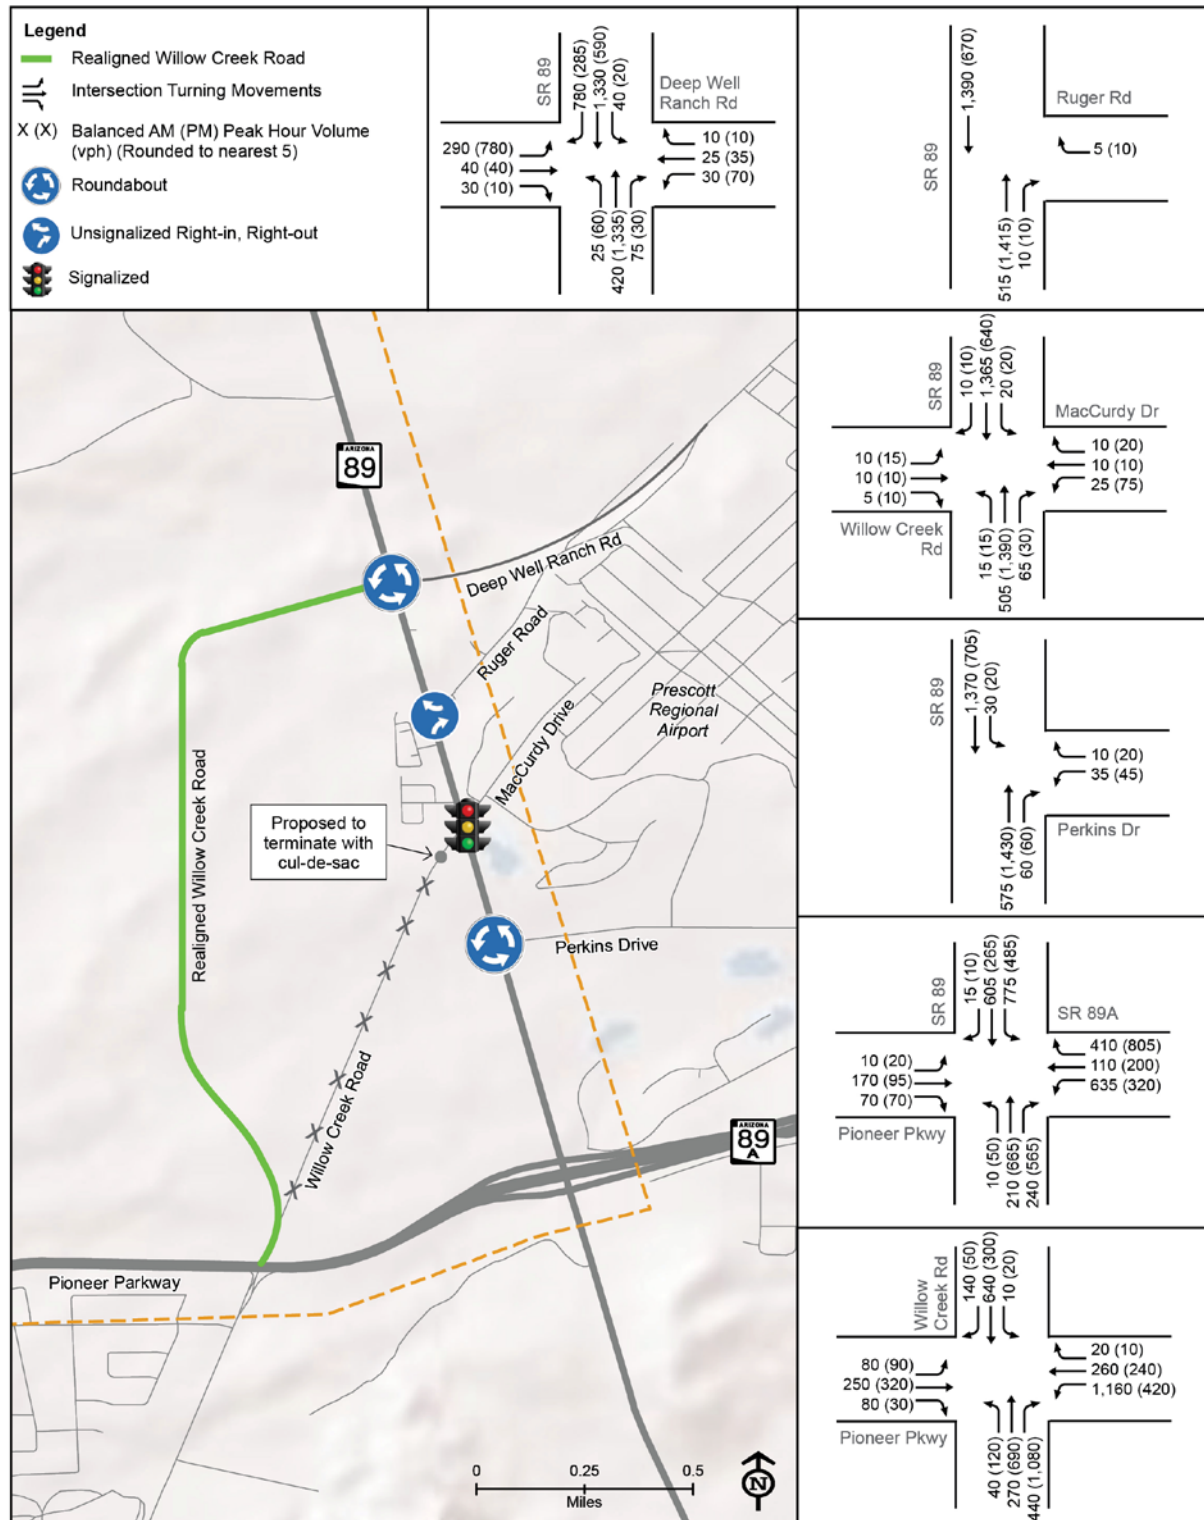 Legend
Realigned Willow Creek Road
Intersection Turning Movements
X (X) Balanced AM (PM) Peak Hour Volume
(vph) (Rounded to nearest 5)
Roundabout
Unsignalized Right-in, Right-out
Signalized
SR 89
780 (285)
1,330 (590)
40 (20)
Deep Well
Ranch Rd
290 (780)
40 (40)
30 (10)
10 (10)
25 (35)
30 (70)
25 (60)
420 (1,335)
75 (30)
SR 89
1,390 (670)
Ruger Rd
5 (10)
515 (1,415)
10 (10)
SR 89
10 (10)
1,365 (640)
20 (20)
MacCurdy Dr
10 (15)
10 (10)
5 (10)
10 (20)
10 (10)
25 (75)
Willow Creek
Rd
15 (15)
505 (1,390)
65 (30)
SR 89
1,370 (705)
30 (20)
10 (20)
35 (45)
Perkins Dr
575 (1,430)
60 (60)
SR 89
15 (10)
605 (265)
775 (485)
SR 89A
10 (20)
170 (95)
70 (70)
410 (805)
110 (200)
635 (320)
Pioneer Pkwy
10 (50)
210 (685)
240 (565)
Willow
Creek Rd
140 (50)
640 (300)
10 (20)
80 (90)
250 (320)
80 (30)
20 (10)
260 (240)
1,160 (420)
Pioneer Pkwy
40 (120)
270 (690)
440 (1,080)
ARIZONA
89
Deep Well Ranch Rd
Ruger Road
MacCurdy Drive
Prescott
Regional
Airport
Realigned Willow Creek Road
Proposed to
terminate with
cul-de-sac
Perkins Drive
Willow Creek Road
ARIZONA
89
A
Pioneer Parkway
0 0.25 0.5
Miles
N